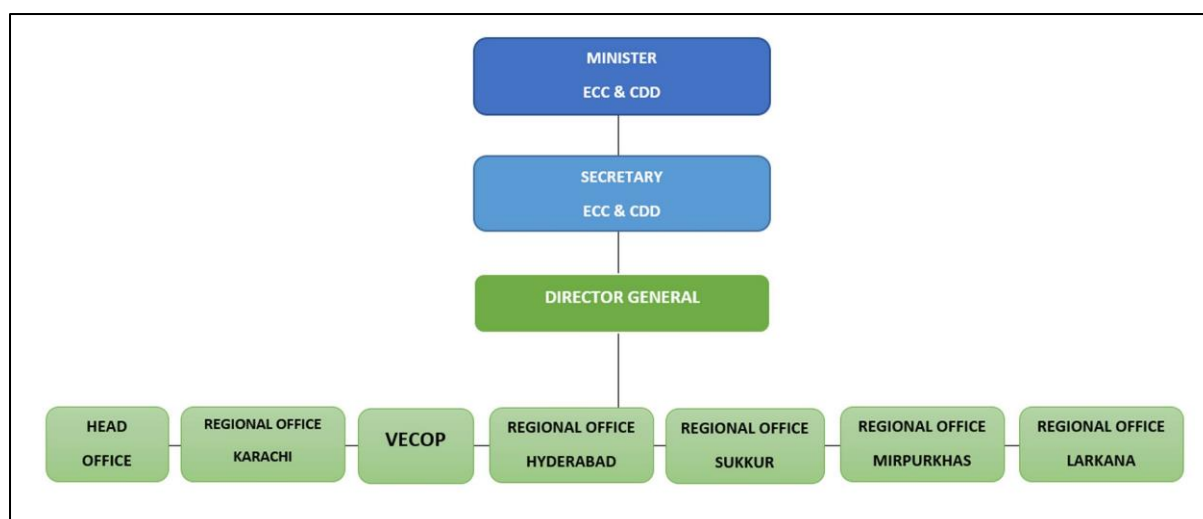 MINISTER
ECC & CDD
SECRETARY
ECC & CDD
DIRECTOR GENERAL
HEAD
OFFICE
REGIONAL OFFICE
KARACHI
VECOP
REGIONAL OFFICE
HYDERABAD
REGIONAL OFFICE
SUKKUR
REGIONAL OFFICE
MIRPURKHAS
REGIONAL OFFICE
LARKANA